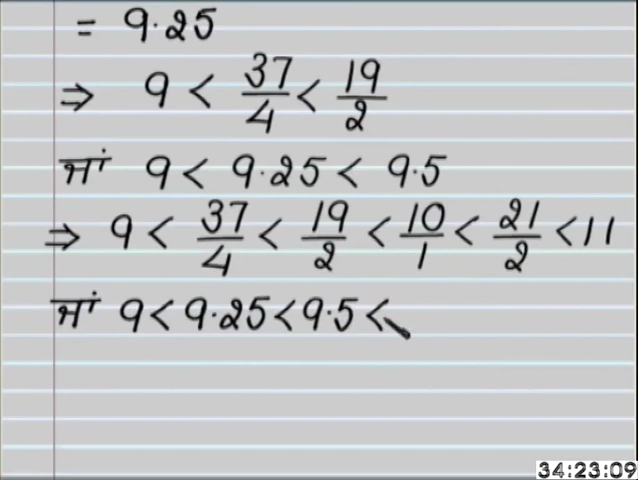 = 9.25
⇒ 9 < 37/4 < 19/2
ਜਾਂ 9 < 9.25 < 9.5
⇒ 9 < 37/4 < 19/2 < 10/1 < 21/2 < 11
ਜਾਂ 9 < 9.25 < 9.5 <
34:23:09